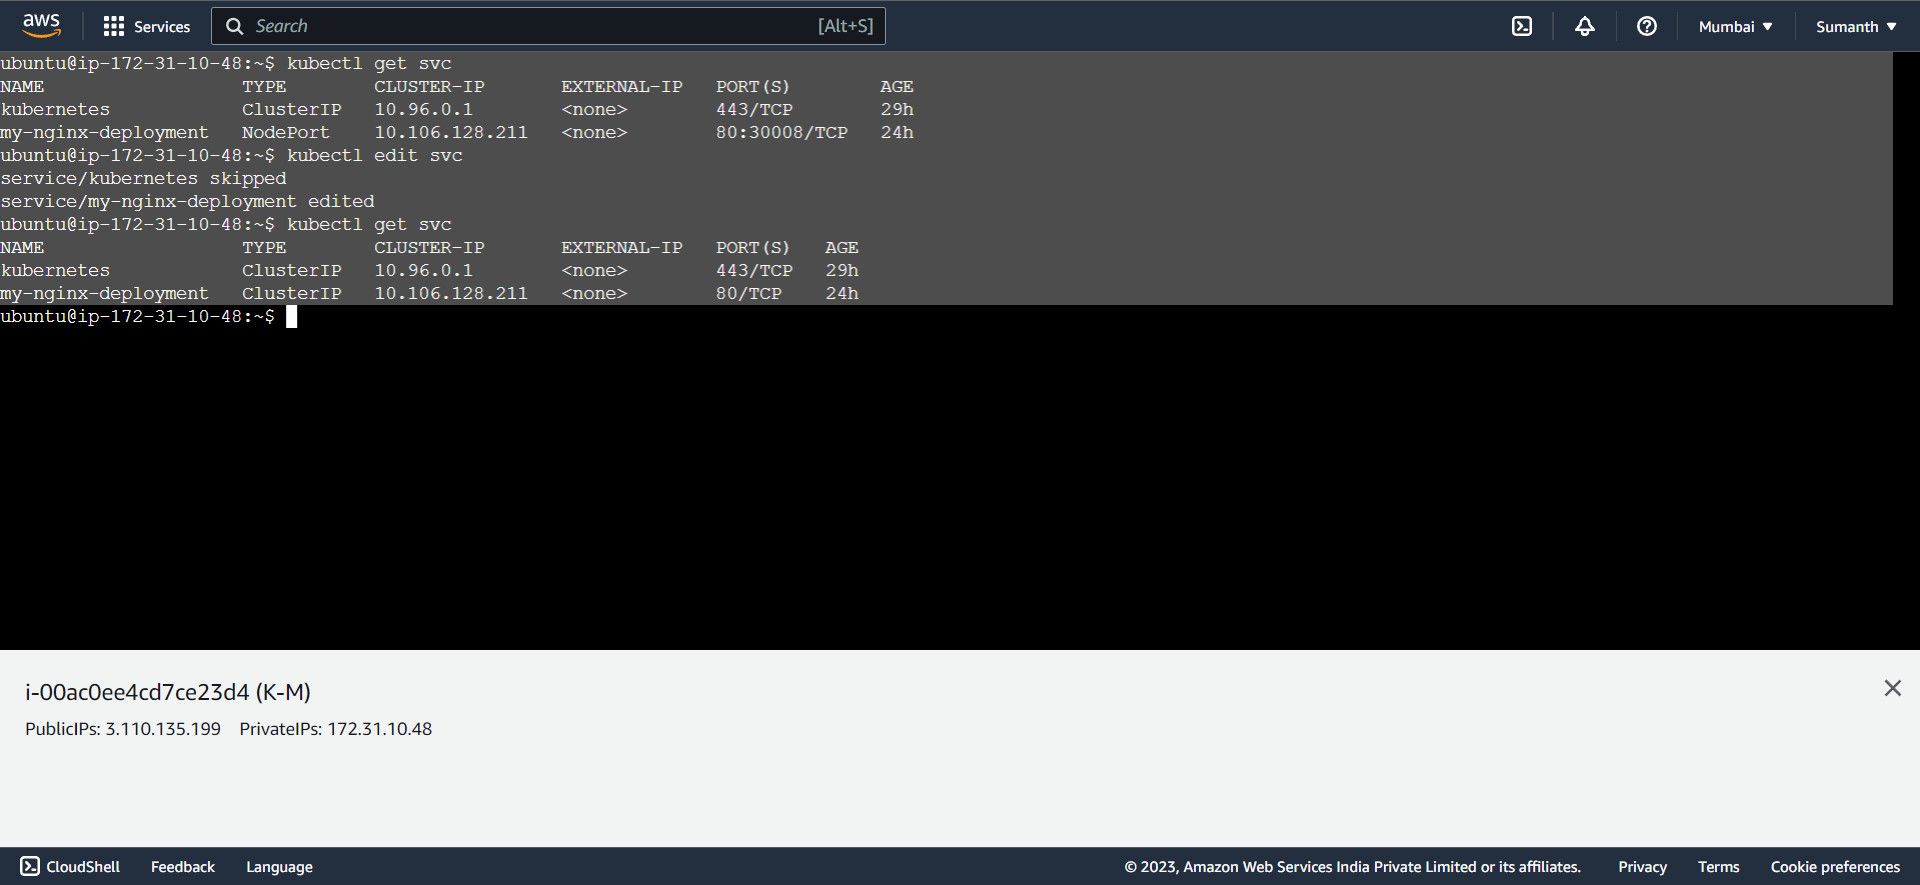 aws Services Search [Alt+S] Mumbai Sumanth
ubuntu@ip-172-31-10-48:~$ kubectl get svc
NAME TYPE CLUSTER-IP EXTERNAL-IP PORT(S) AGE
kubernetes ClusterIP 10.96.0.1 <none> 443/TCP 29h
my-nginx-deployment NodePort 10.106.128.211 <none> 80:30008/TCP 24h
ubuntu@ip-172-31-10-48:~$ kubectl edit svc
service/kubernetes skipped
service/my-nginx-deployment edited
ubuntu@ip-172-31-10-48:~$ kubectl get svc
NAME TYPE CLUSTER-IP EXTERNAL-IP PORT(S) AGE
kubernetes ClusterIP 10.96.0.1 <none> 443/TCP 29h
my-nginx-deployment ClusterIP 10.106.128.211 <none> 80/TCP 24h
ubuntu@ip-172-31-10-48:~$
i-00ac0ee4cd7ce23d4 (K-M)
PublicIPs: 3.110.135.199 PrivateIPs: 172.31.10.48
CloudShell Feedback Language © 2023, Amazon Web Services India Private Limited or its affiliates. Privacy Terms Cookie preferences